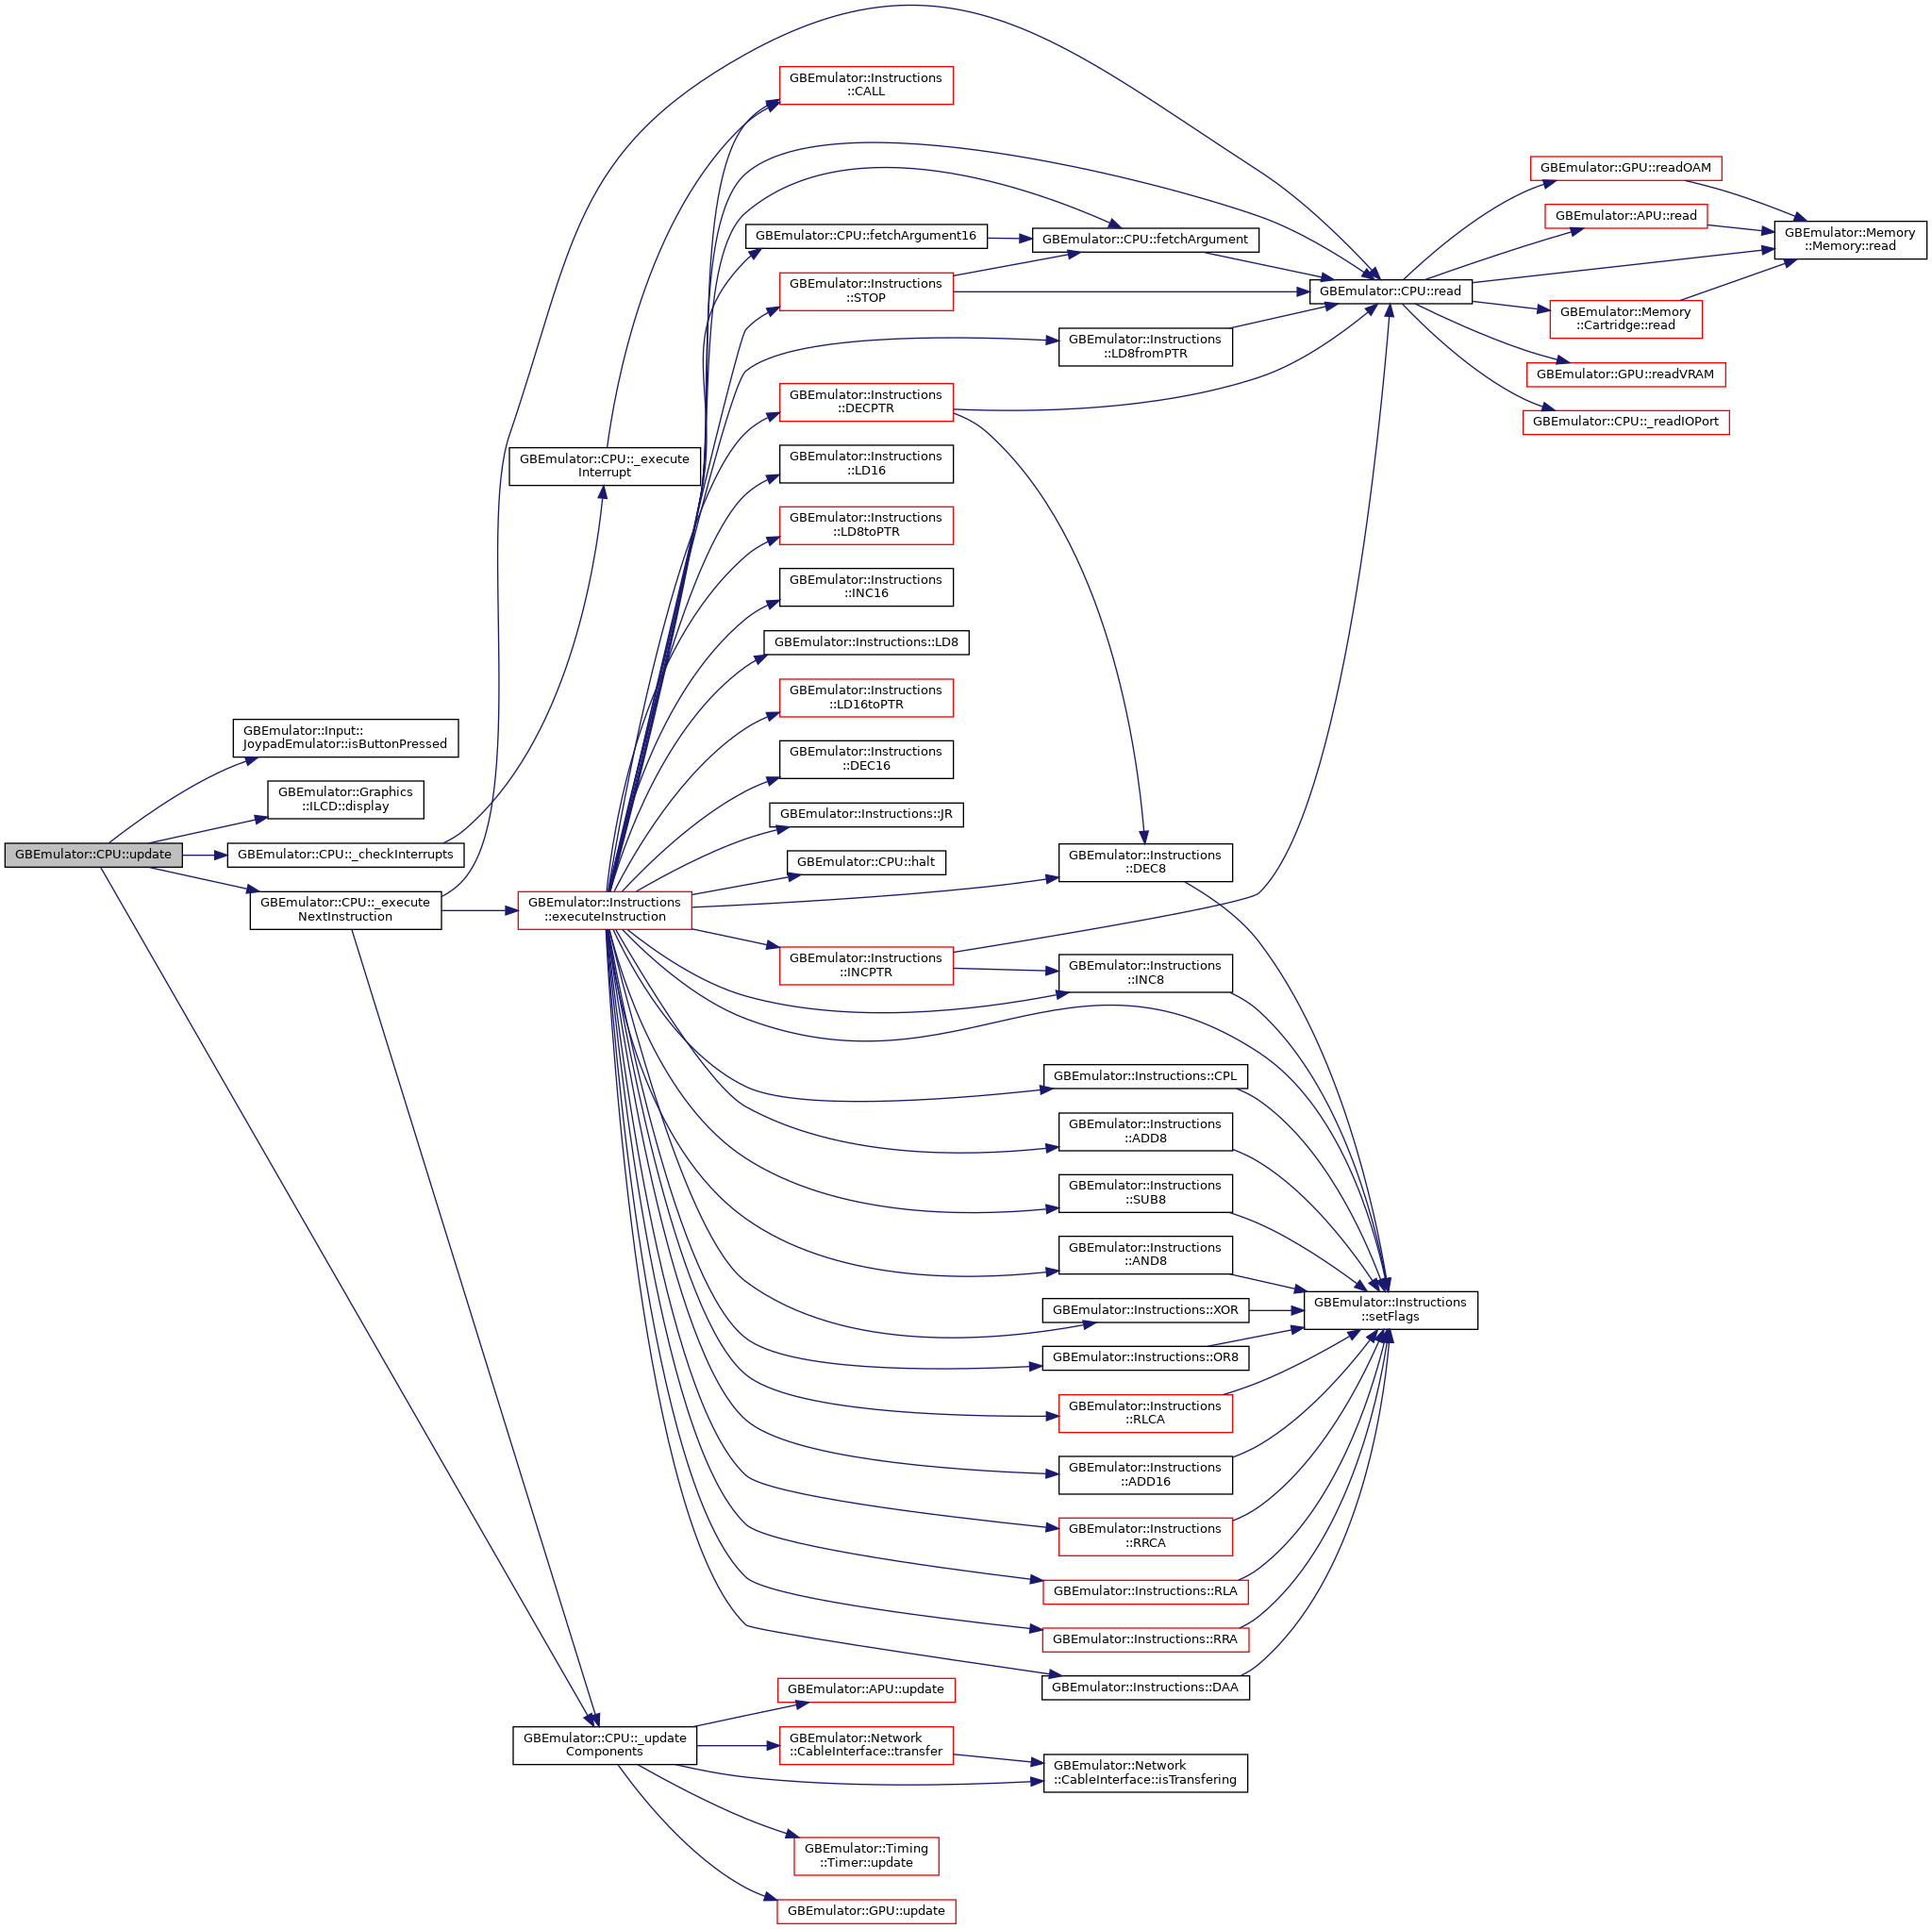 GBEmulator::CPU::update
GBEmulator::Input::
JoypadEmulator::isButtonPressed
GBEmulator::Graphics
::ILCD::display
GBEmulator::CPU::_checkInterrupts
GBEmulator::CPU::_execute
NextInstruction
GBEmulator::CPU::_execute
Interrupt
GBEmulator::Instructions
::executeInstruction
GBEmulator::CPU::_update
Components
GBEmulator::Instructions
::CALL
GBEmulator::CPU::fetchArgument16
GBEmulator::Instructions
::STOP
GBEmulator::Instructions
::DECPTR
GBEmulator::Instructions
::LD16
GBEmulator::Instructions
::LD8toPTR
GBEmulator::Instructions
::INC16
GBEmulator::Instructions::LD8
GBEmulator::Instructions
::LD16toPTR
GBEmulator::Instructions
::DEC16
GBEmulator::Instructions::JR
GBEmulator::CPU::halt
GBEmulator::Instructions
::INCPTR
GBEmulator::APU::update
GBEmulator::Network
::CableInterface::transfer
GBEmulator::Timing
::Timer::update
GBEmulator::GPU::update
GBEmulator::CPU::fetchArgument
GBEmulator::Instructions
::LD8fromPTR
GBEmulator::Instructions
::DEC8
GBEmulator::Instructions
::INC8
GBEmulator::Instructions::CPL
GBEmulator::Instructions
::ADD8
GBEmulator::Instructions
::SUB8
GBEmulator::Instructions
::AND8
GBEmulator::Instructions::XOR
GBEmulator::Instructions::OR8
GBEmulator::Instructions
::RLCA
GBEmulator::Instructions
::ADD16
GBEmulator::Instructions
::RRCA
GBEmulator::Instructions::RLA
GBEmulator::Instructions::RRA
GBEmulator::Instructions::DAA
GBEmulator::Network
::CableInterface::isTransfering
GBEmulator::CPU::read
GBEmulator::Instructions
::setFlags
GBEmulator::GPU::readOAM
GBEmulator::APU::read
GBEmulator::Memory
::Cartridge::read
GBEmulator::GPU::readVRAM
GBEmulator::CPU::_readIOPort
GBEmulator::Memory
::Memory::read